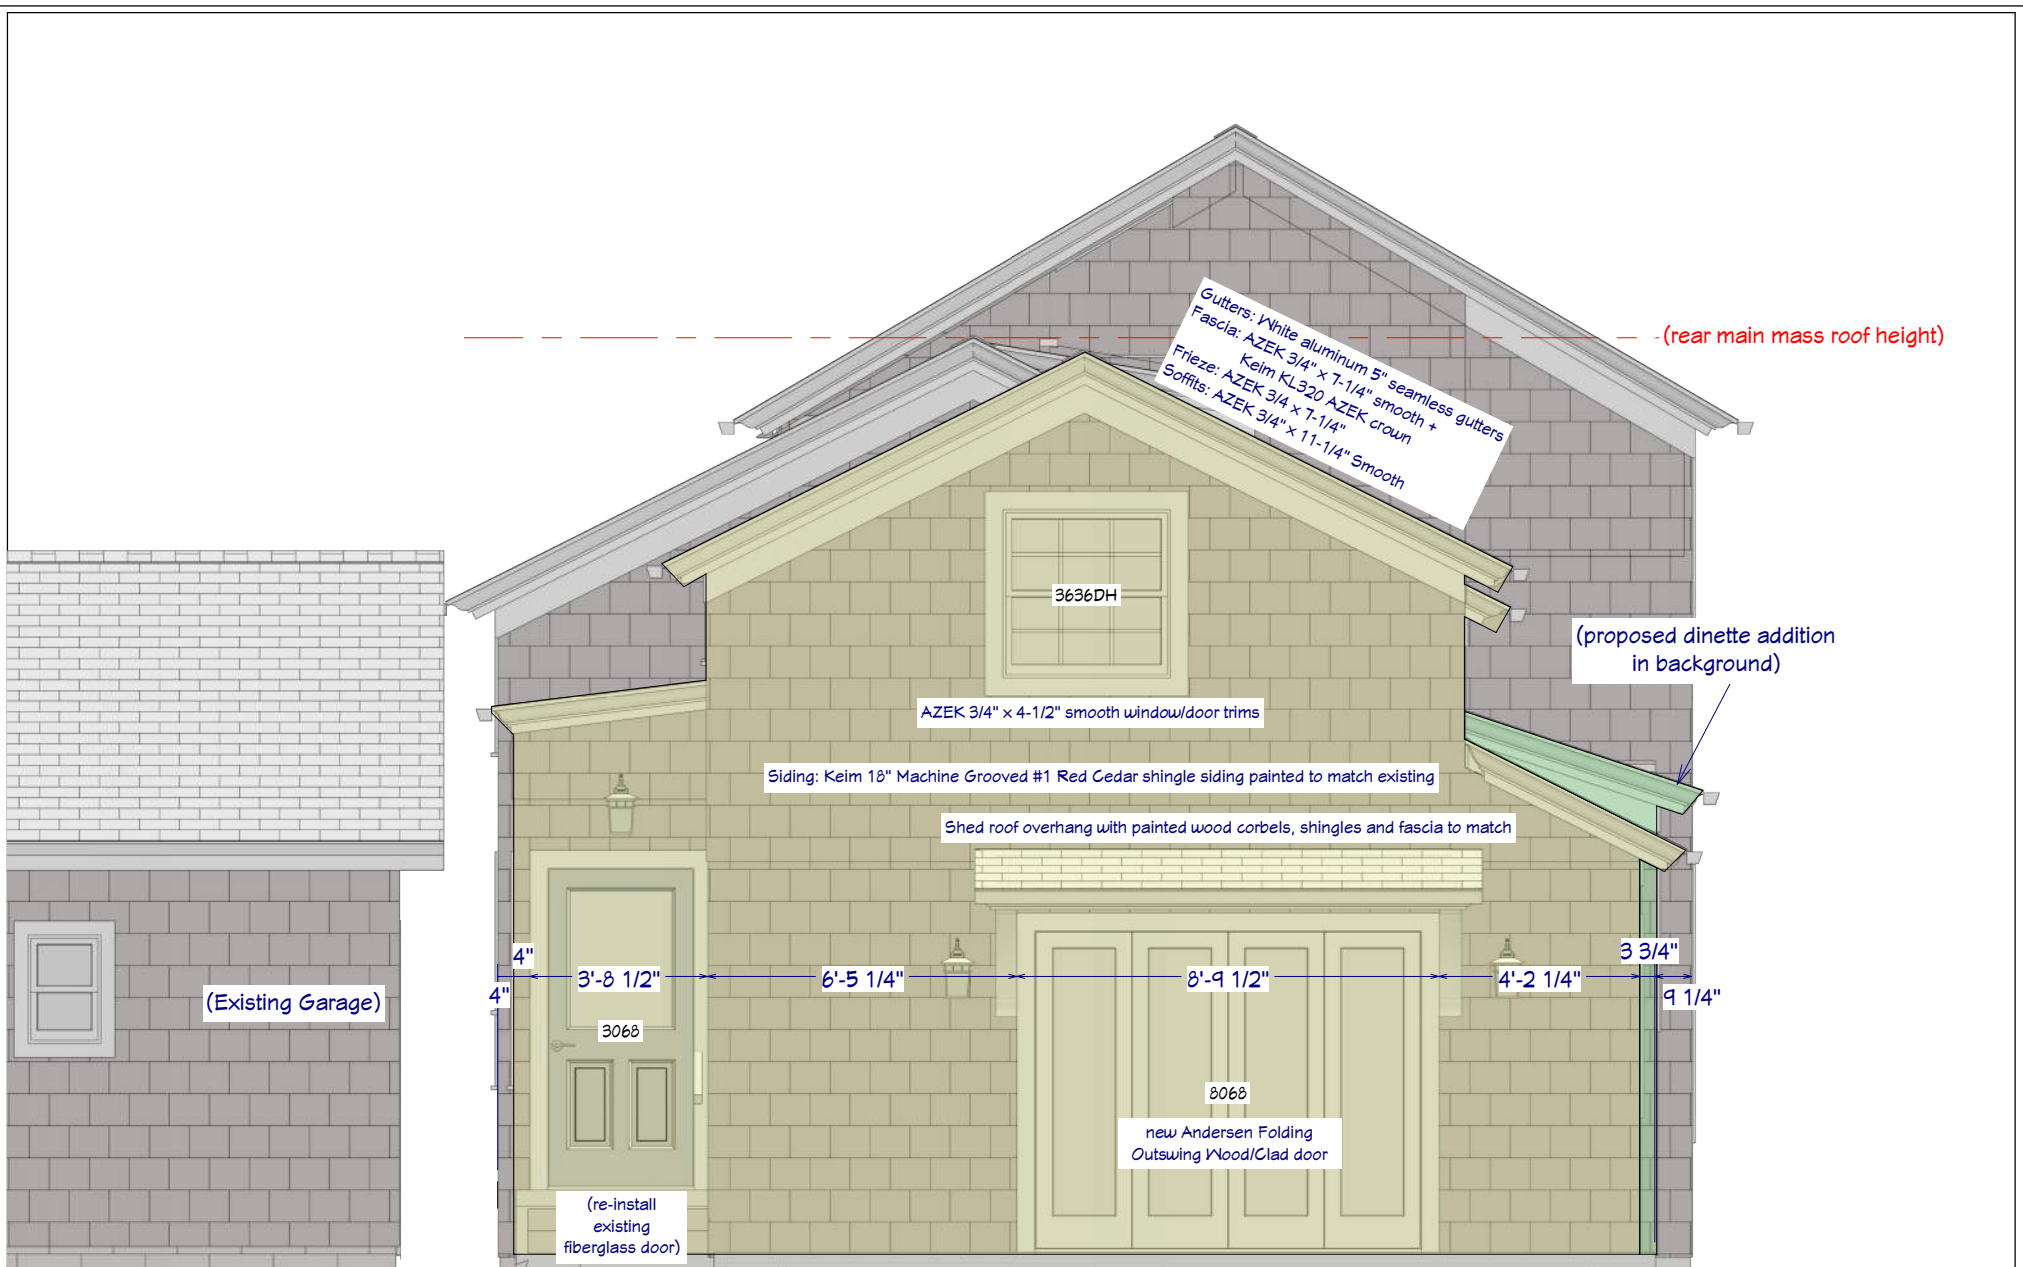 Gutters: White aluminum 5" seamless gutters
Fascia: AZEK 3/4" x 7-1/4" smooth +
Keim KL320 AZEK crown
Frieze: AZEK 3/4 x 7-1/4"
Soffits: AZEK 3/4" x 11-1/4" Smooth
(rear main mass roof height)
3636DH
(proposed dinette addition
in background)
AZEK 3/4" x 4-1/2" smooth window/door trims
Siding: Keim 18" Machine Grooved #1 Red Cedar shingle siding painted to match existing
Shed roof overhang with painted wood corbels, shingles and fascia to match
(Existing Garage)
4"
4"
3'-8 1/2"
6'-5 1/4"
8'-9 1/2"
4'-2 1/4"
3 3/4"
9 1/4"
3068
8068
new Andersen Folding
Outswing Wood/Clad door
(re-install
existing
fiberglass door)